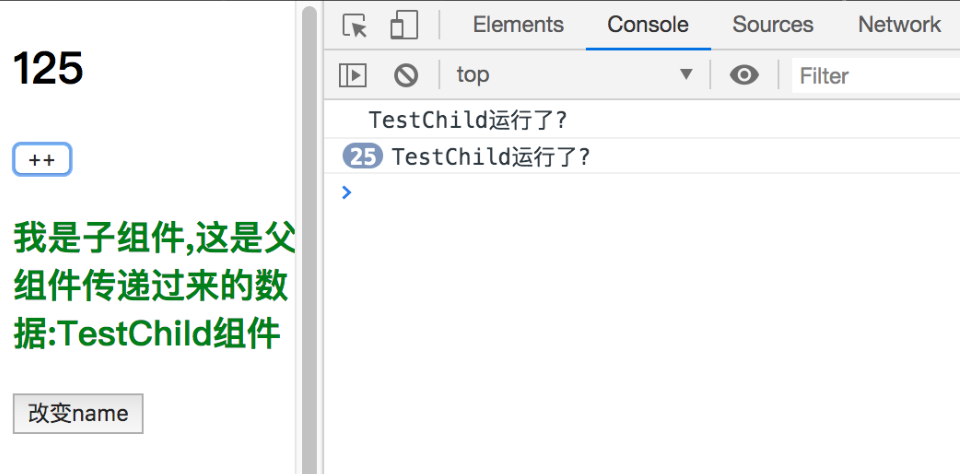 125
++
我是子组件,这是父
组件传递过来的数
据:TestChild组件
改变name
Elements Console Sources Network
top ▼ Filter
TestChild运行了?
25 TestChild运行了?